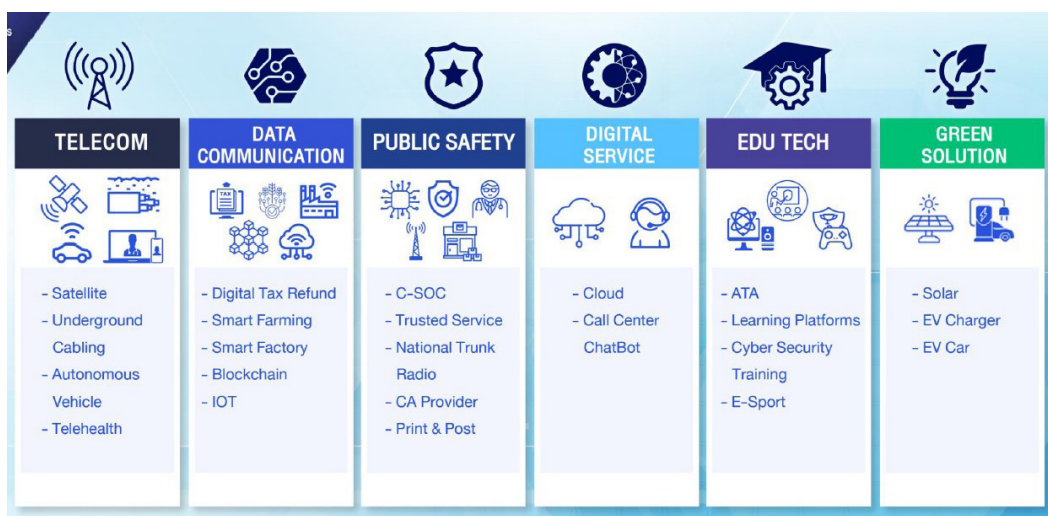 s
TELECOM
- Satellite
- Underground
Cabling
- Autonomous
Vehicle
- Telehealth
DATA
COMMUNICATION
TAX
- Digital Tax Refund
- Smart Farming
- Smart Factory
- Blockchain
- IOT
PUBLIC SAFETY
- C-SOC
- Trusted Service
- National Trunk
Radio
- CA Provider
- Print & Post
DIGITAL
SERVICE
- Cloud
- Call Center
ChatBot
EDU TECH
- ATA
- Learning Platforms
- Cyber Security
Training
- E-Sport
GREEN
SOLUTION
- Solar
- EV Charger
- EV Car